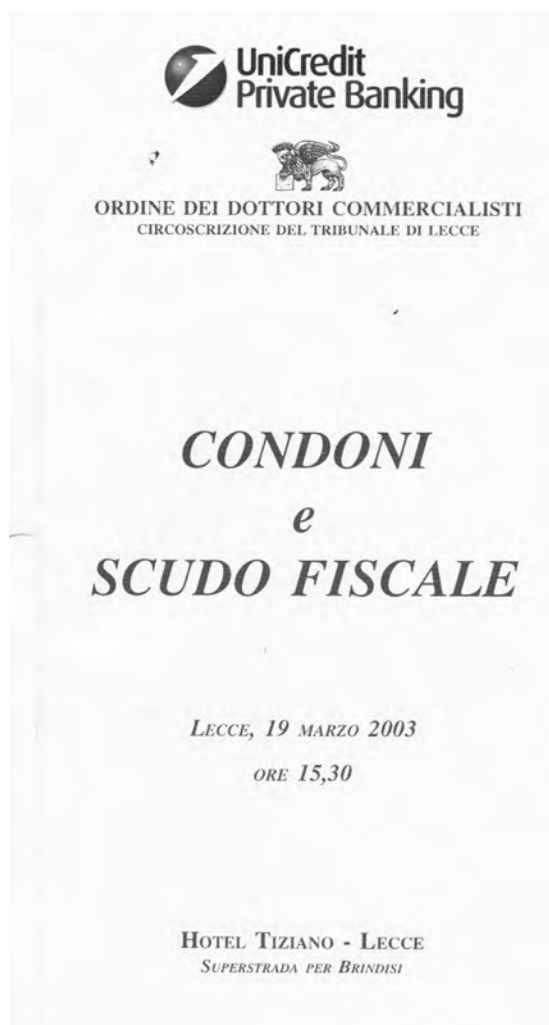 UniCredit
Private Banking
ORDINE DEI DOTTORI COMMERCIALISTI
CIRCOSCRIZIONE DEL TRIBUNALE DI LECCE
CONDONI
e
SCUDO FISCALE
LECCE, 19 MARZO 2003
ORE 15,30
HOTEL TIZIANO - LECCE
SUPERSTRADA PER BRINDISI